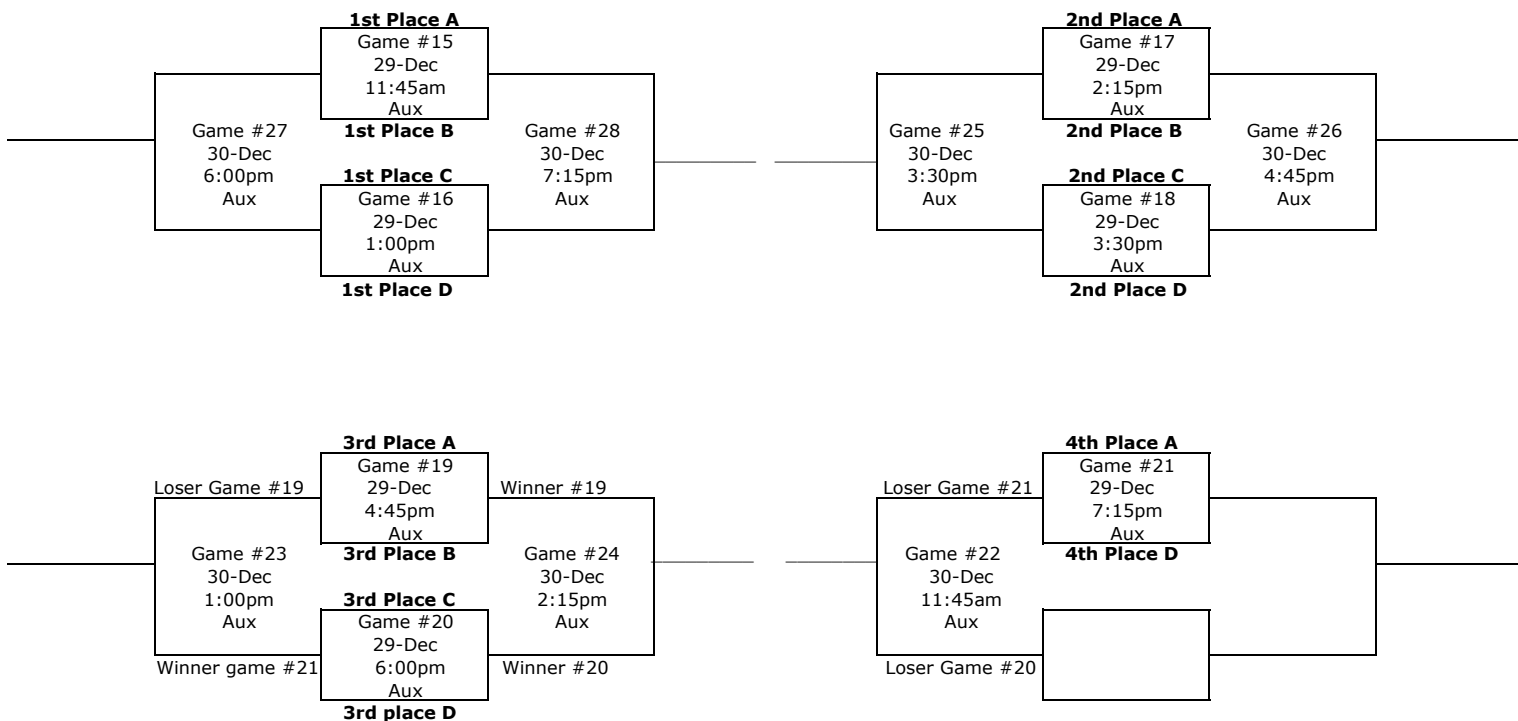 1st Place A
Game #15
29-Dec
11:45am
Aux
1st Place B
Game #27
30-Dec
6:00pm
Aux
Game #28
30-Dec
7:15pm
Aux
1st Place C
Game #16
29-Dec
1:00pm
Aux
1st Place D
2nd Place A
Game #17
29-Dec
2:15pm
Aux
2nd Place B
Game #25
30-Dec
3:30pm
Aux
Game #26
30-Dec
4:45pm
Aux
2nd Place C
Game #18
29-Dec
3:30pm
Aux
2nd Place D
3rd Place A
Game #19
29-Dec
4:45pm
Aux
3rd Place B
Loser Game #19
Winner #19
Game #23
30-Dec
1:00pm
Aux
Game #24
30-Dec
2:15pm
Aux
3rd Place C
Game #20
29-Dec
6:00pm
Aux
3rd place D
Winner game #21
Winner #20
4th Place A
Game #21
29-Dec
7:15pm
Aux
4th Place D
Loser Game #21
Game #22
30-Dec
11:45am
Aux
Loser Game #20